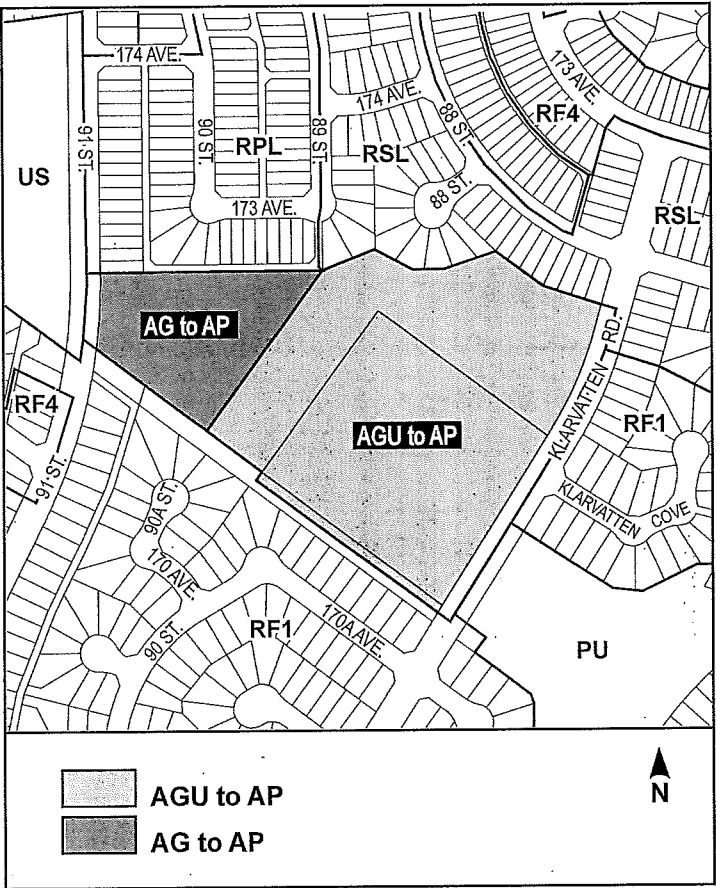 174 AVE.
91 ST.
90 ST.
RPL
89 ST.
174 AVE.
RSL
88 ST.
RF4
173 AVE.
US
173 AVE.
88 ST.
RSL
AG to AP
RF4
91 ST.
AGU to AP
KLARVATTEN RD.
RF1
KLARVATTEN COVE
90A ST.
170 AVE.
90 ST.
RF1
170A AVE.
PU
AGU to AP
AG to AP
N